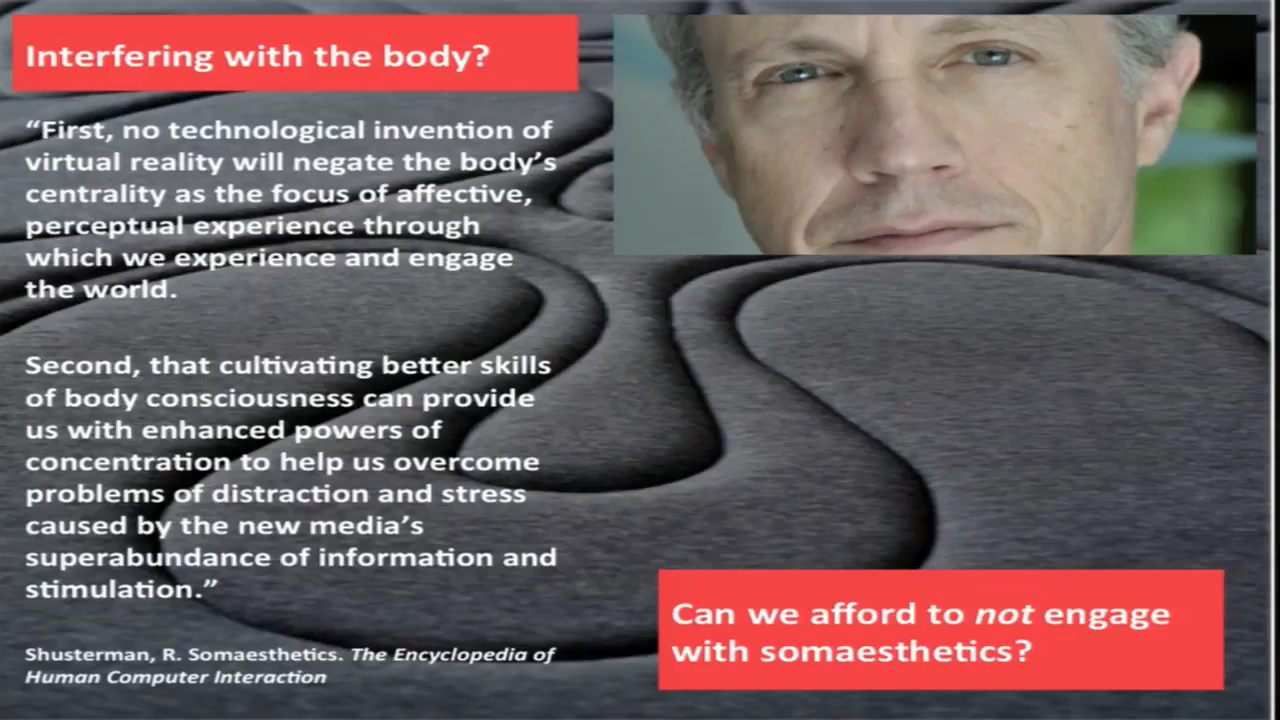 Interfering with the body?
“First, no technological invention of
virtual reality will negate the body’s
centrality as the focus of affective,
perceptual experience through
which we experience and engage
the world.
Second, that cultivating better skills
of body consciousness can provide
us with enhanced powers of
concentration to help us overcome
problems of distraction and stress
caused by the new media’s
superabundance of information and
stimulation.”
Shusterman, R. Somaesthetics. The Encyclopedia of
Human Computer Interaction
Can we afford to not engage
with somaesthetics?